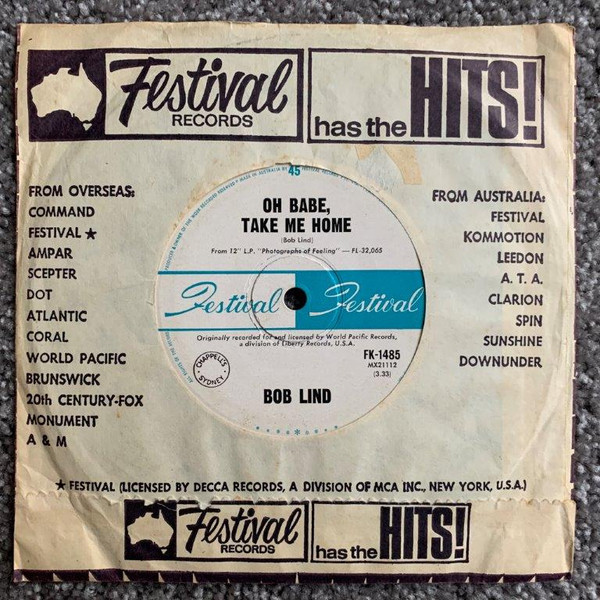 Festival
RECORDS
has the HITS!
FROM OVERSEAS:
COMMAND
FESTIVAL ★
AMPAR
SCEPTER
DOT
ATLANTIC
CORAL
WORLD PACIFIC
BRUNSWICK
20th CENTURY-FOX
MONUMENT
A & M
45
OH BABE,
TAKE ME HOME
(Bob Lind)
From 12" L.P. "Photographs of Feeling" — FL-32,065
Festival Festival
Originally recorded for and licensed by World Pacific Records,
a division of Liberty Records, U.S.A.
CHAPPELL'S
SYDNEY
FK-1485
MX21112
(3.33)
BOB LIND
FROM AUSTRALIA:
FESTIVAL
KOMMOTION
LEEDON
A. T. A.
CLARION
SPIN
SUNSHINE
DOWNUNDER
★ FESTIVAL (LICENSED BY DECCA RECORDS, A DIVISION OF MCA INC., NEW YORK, U.S.A.)
Festival
RECORDS
has the HITS!